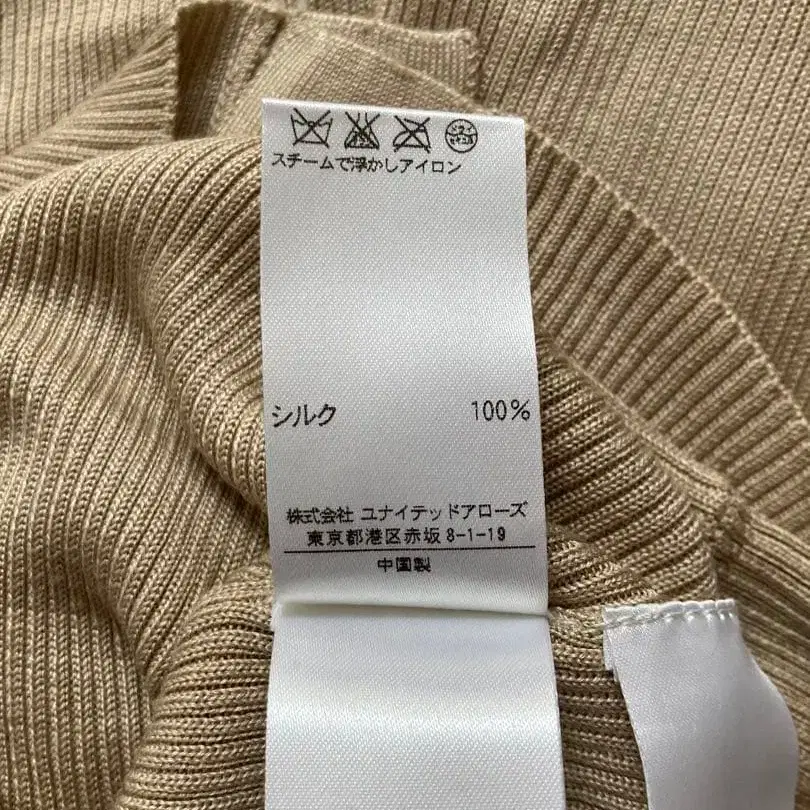 スチームで浮かしアイロン
シルク 100%
株式会社 ユナイテッドアローズ
東京都港区赤坂8-1-19
中国製